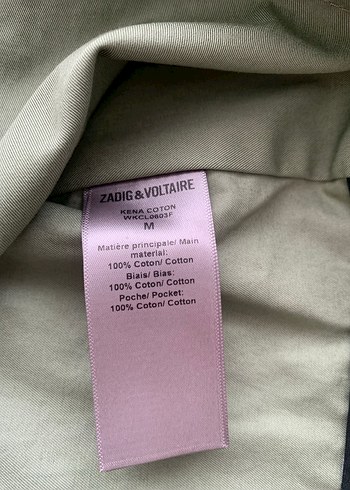 ZADIG&VOLTAIRE
KENA COTON
WKCL0603F
M
Matière principale/ Main
material:
100% Coton/ Cotton
Biais/ Bias:
100% Coton/ Cotton
Poche/ Pocket:
100% Coton/ Cotton